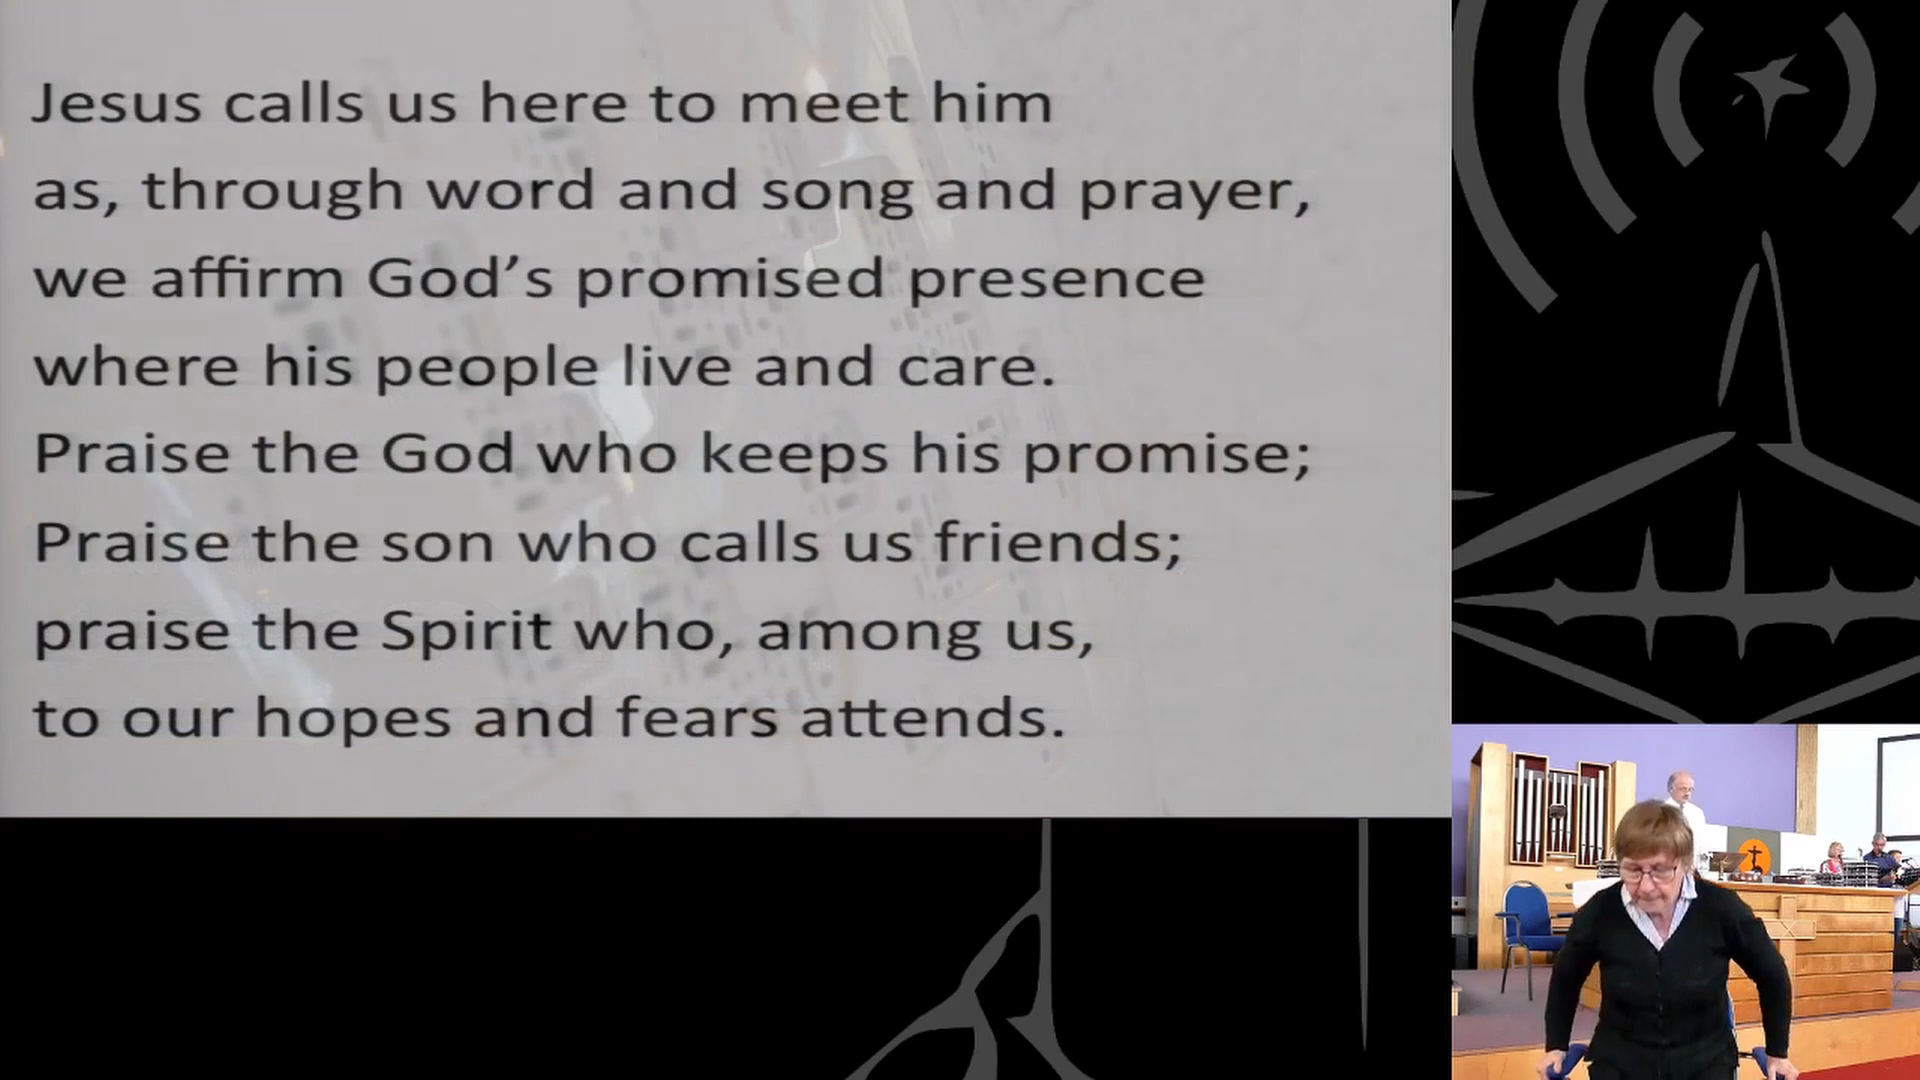 Jesus calls us here to meet him
as, through word and song and prayer,
we affirm God’s promised presence
where his people live and care.
Praise the God who keeps his promise;
Praise the son who calls us friends;
praise the Spirit who, among us,
to our hopes and fears attends.